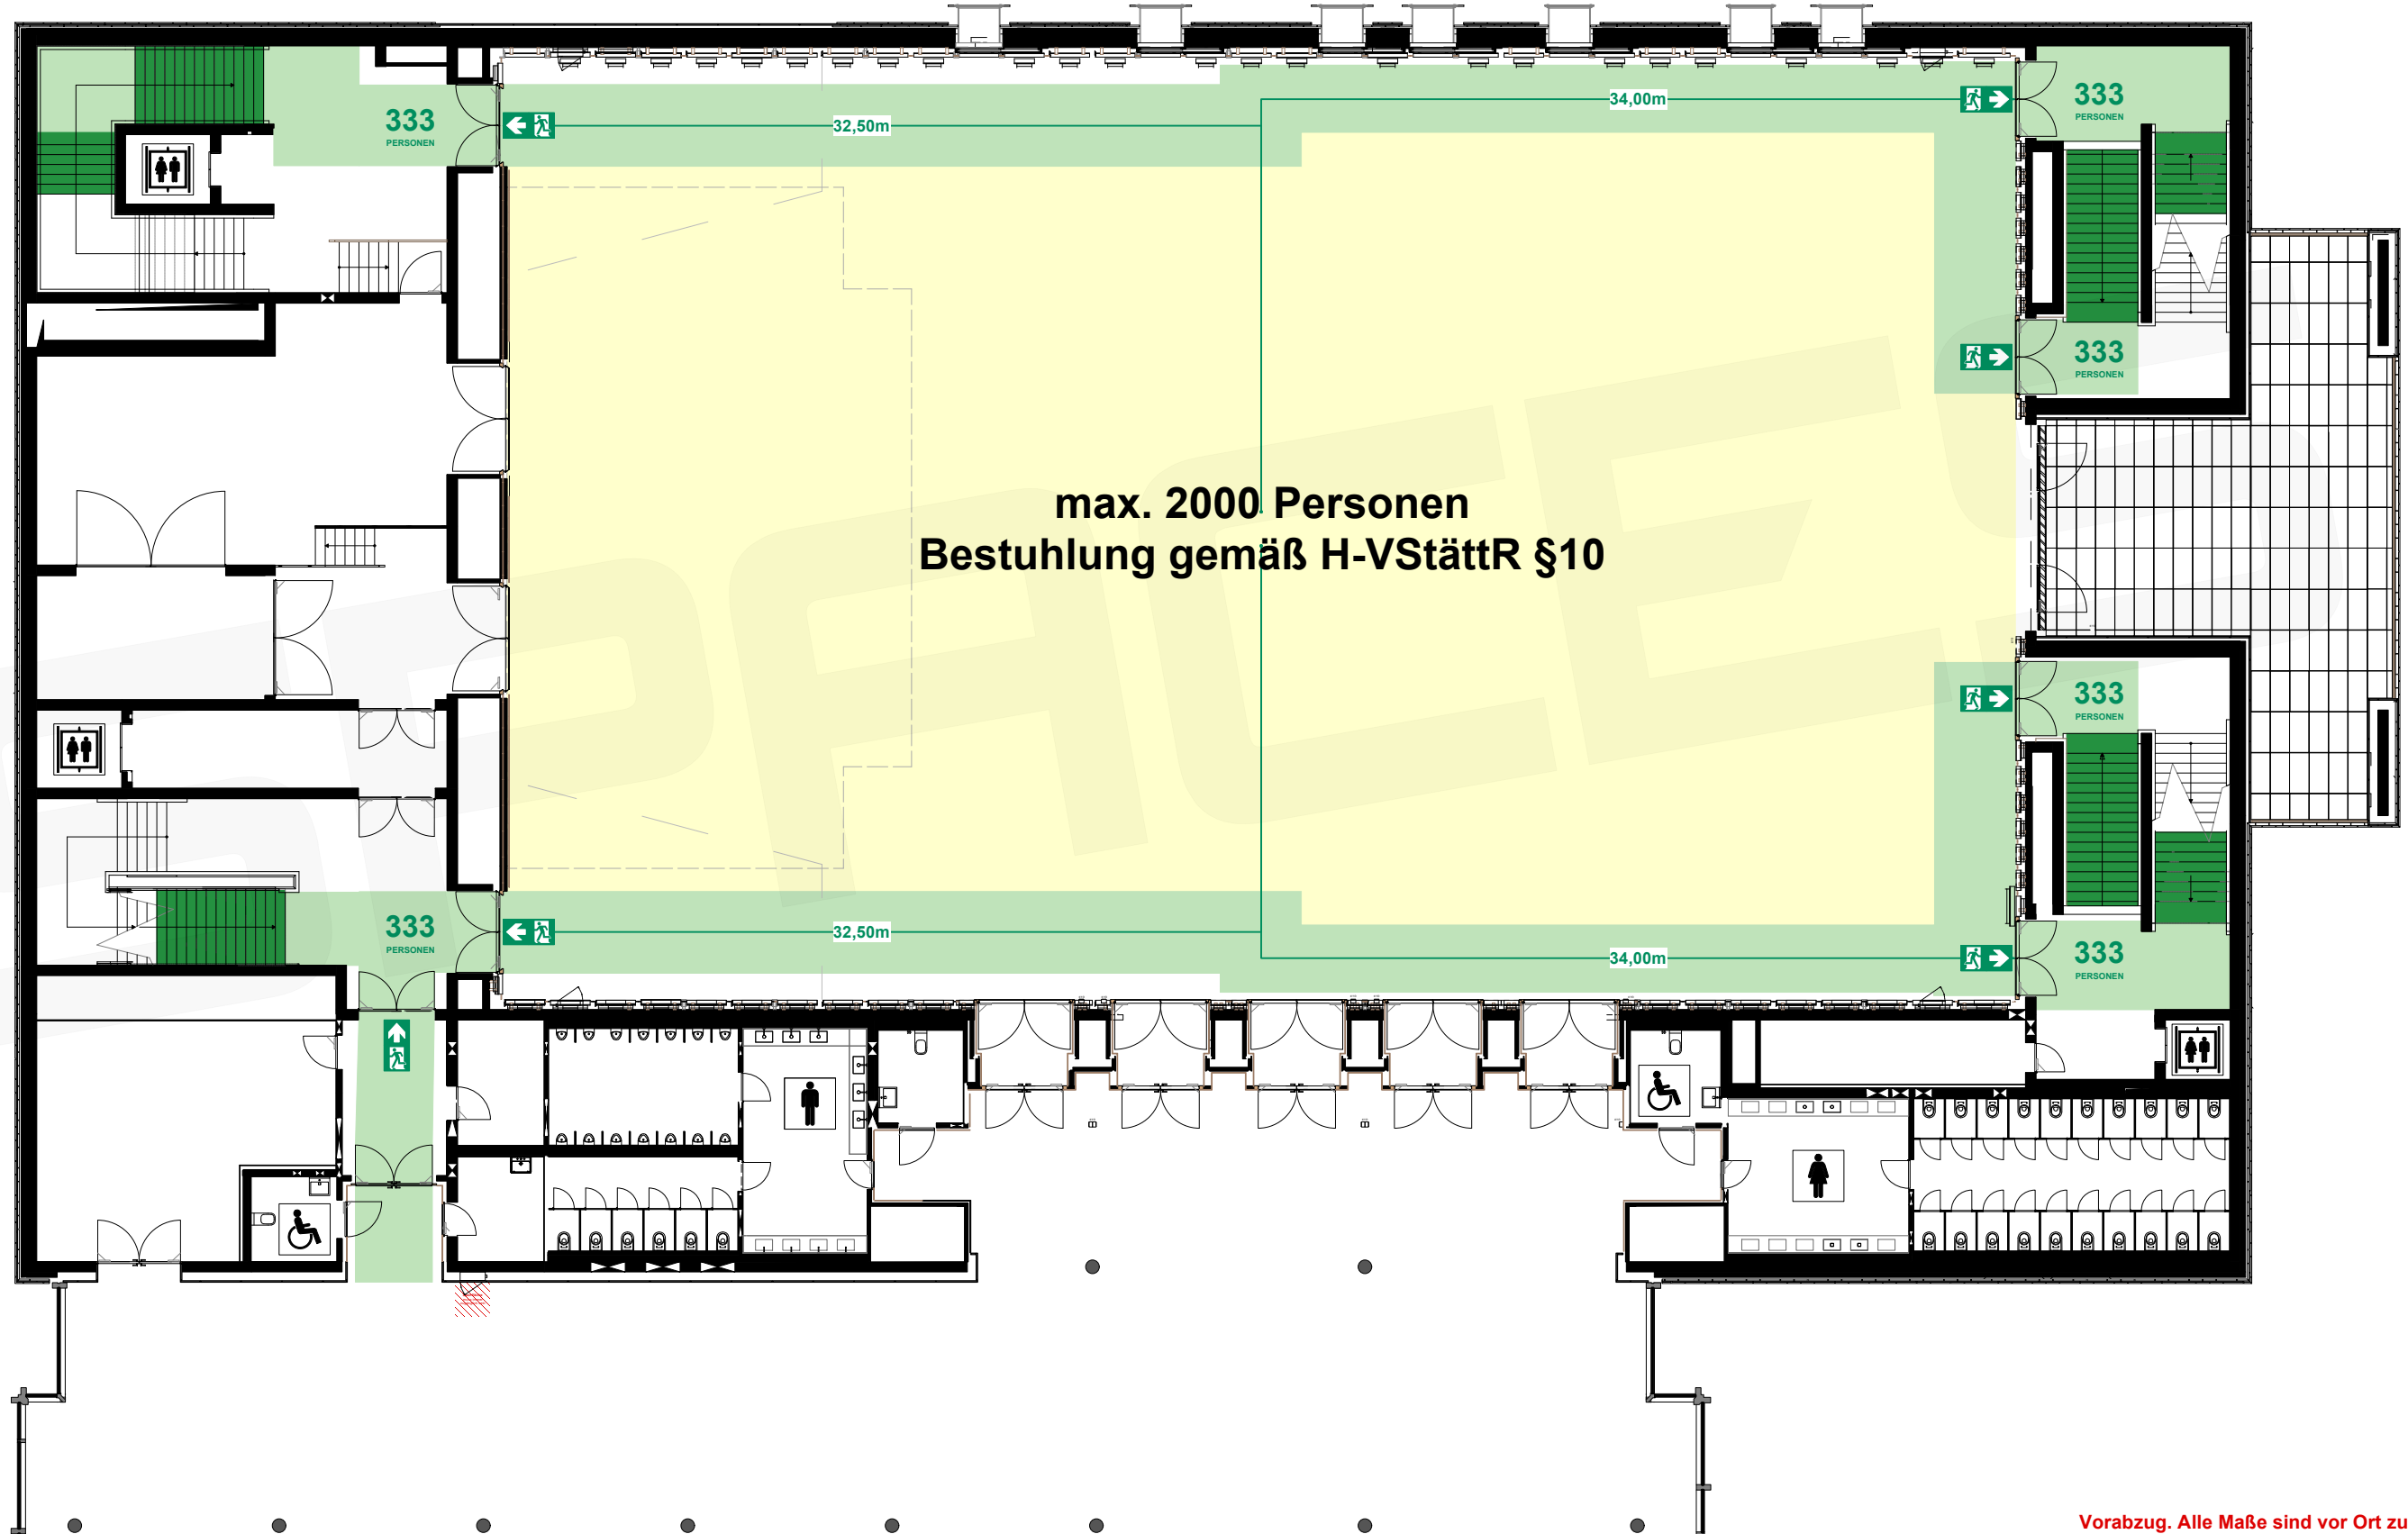 333
PERSONEN
32,50m
34,00m
333
PERSONEN
333
PERSONEN
max. 2000 Personen
Bestuhlung gemäß H-VStättR §10
SPACES
333
PERSONEN
333
PERSONEN
32,50m
34,00m
333
PERSONEN
Vorabzug. Alle Maße sind vor Ort zu